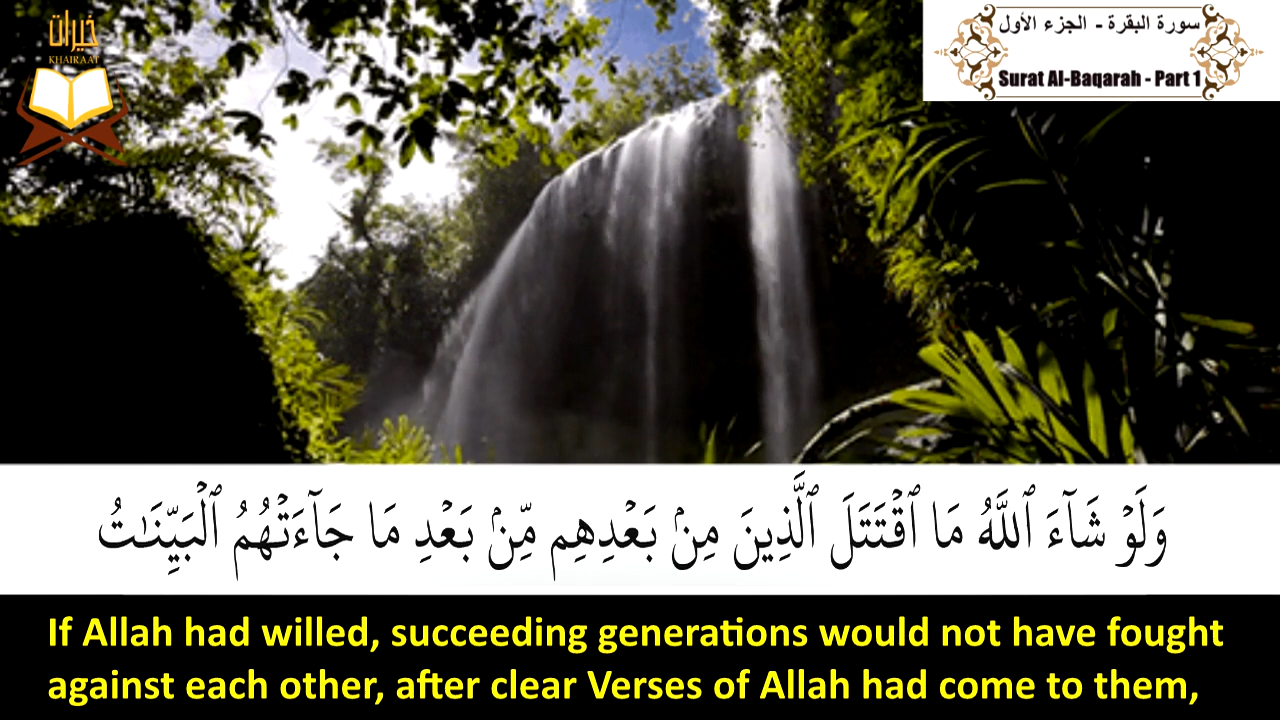 خيرات
KHAIRAAT
سورة البقرة - الجزء الأول
Surat Al-Baqarah - Part 1
وَلَوْ شَآءَ ٱللَّهُ مَا ٱقْتَتَلَ ٱلَّذِينَ مِنۢ بَعْدِهِم مِّنۢ بَعْدِ مَا جَآءَتْهُمُ ٱلْبَيِّنَـٰتُ
If Allah had willed, succeeding generations would not have fought
against each other, after clear Verses of Allah had come to them,